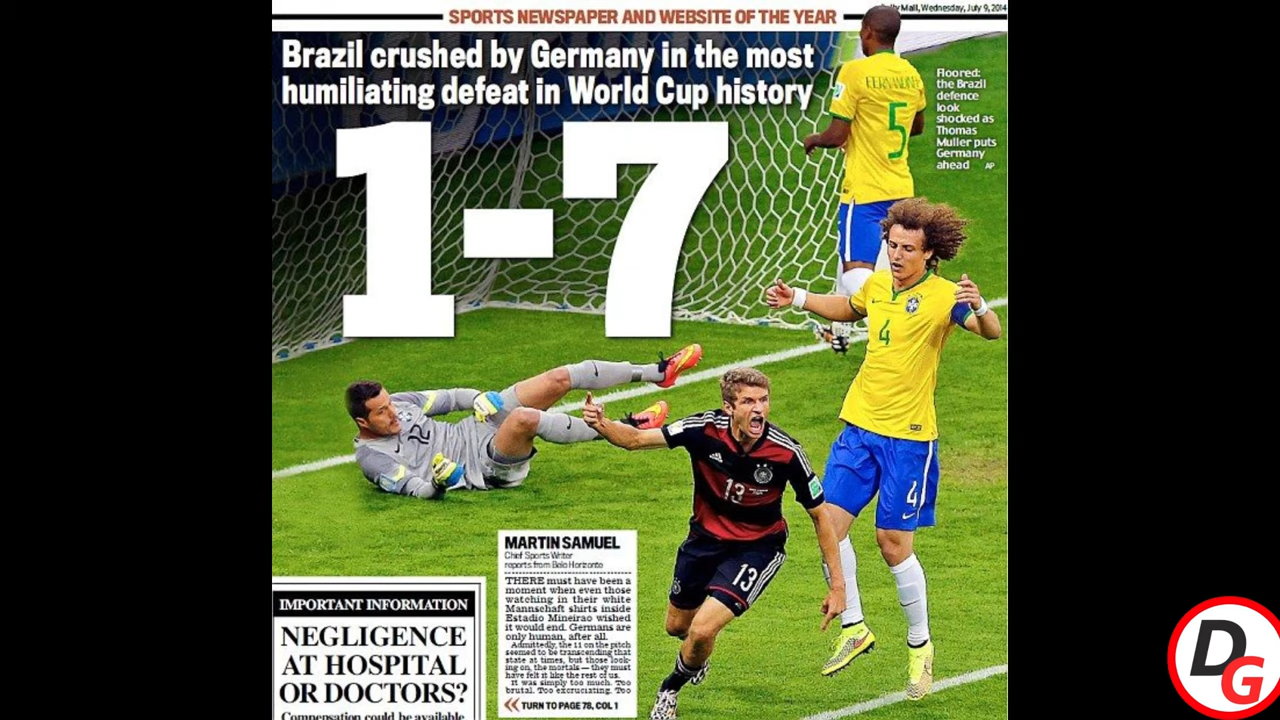 SPORTS NEWSPAPER AND WEBSITE OF THE YEAR
Mail, Wednesday, July 9, 2014
Brazil crushed by Germany in the most
humiliating defeat in World Cup history
1-7
Floored:
the Brazil
defence
look
shocked as
Thomas
Muller puts
Germany
ahead AP
FERNANDINHO
5
4
4
12
13
13
MARTIN SAMUEL
Chief Sports Writer
reports from Belo Horizonte
THERE must have been a
moment when even those
watching in their white
Mannschaft shirts inside
Estadio Mineirao wished
it would end. Germans are
only human, after all.
Admittedly, the 11 on the pitch
seemed to be transcending that
state at times, but those look-
ing on, the mortals — they must
have felt it like the rest of us.
It was simply too much. Too
brutal. Too excruciating. Too
TURN TO PAGE 78, COL 1
IMPORTANT INFORMATION
NEGLIGENCE
AT HOSPITAL
OR DOCTORS?
Compensation could be available
DG